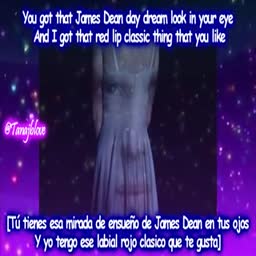 You got that James Dean day dream look in your eye
And I got that red lip classic thing that you like
@Tamajblove
[Tú tienes esa mirada de ensueño de James Dean en tus ojos
Y yo tengo ese labial rojo clasico que te gusta]